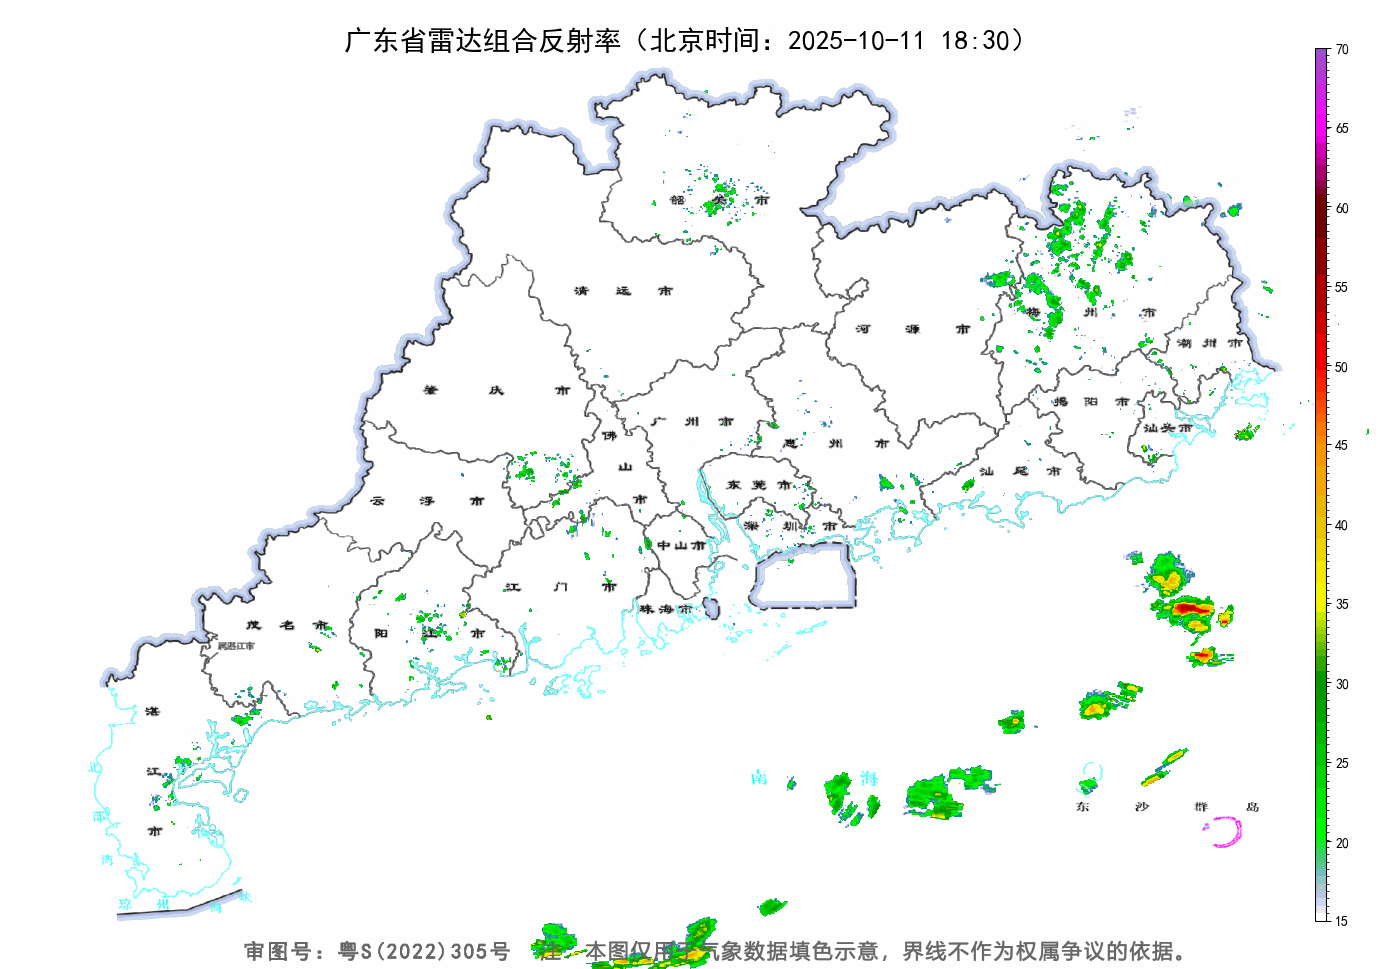 广东省雷达组合反射率（北京时间：2025-10-11 18:30）
70
65
60
55
50
45
40
35
30
25
20
15
韶关市
清远市
河源市
梅州市
潮州市
肇庆市
广州市
惠州市
揭阳市
汕头市
佛山市
云浮市
东莞市
汕尾市
深圳市
中山市
江门市
珠海市
茂名市
属湛江市
阳江市
湛江市
北部湾
南海
东沙群岛
琼州海峡
审图号：粤S(2022)305号 注：本图仅用于气象数据填色示意，界线不作为权属争议的依据。